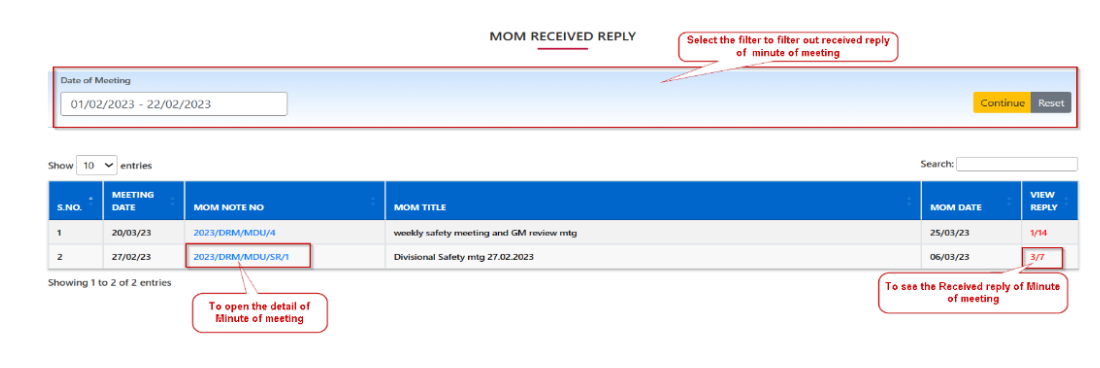 MOM RECEIVED REPLY
Select the filter to filter out received reply
of minute of meeting
Date of Meeting
01/02/2023 - 22/02/2023
Continue Reset
Show 10 entries Search:
S.NO. MEETING DATE MOM NOTE NO MOM TITLE MOM DATE VIEW REPLY
1 20/03/23 2023/DRM/MDU/4 weekly safety meeting and GM review mtg 25/03/23 1/14
2 27/02/23 2023/DRM/MDU/SR/1 Divisional Safety mtg 27.02.2023 06/03/23 3/7
Showing 1 to 2 of 2 entries
To see the Received reply of Minute
of meeting
To open the detail of
Minute of meeting